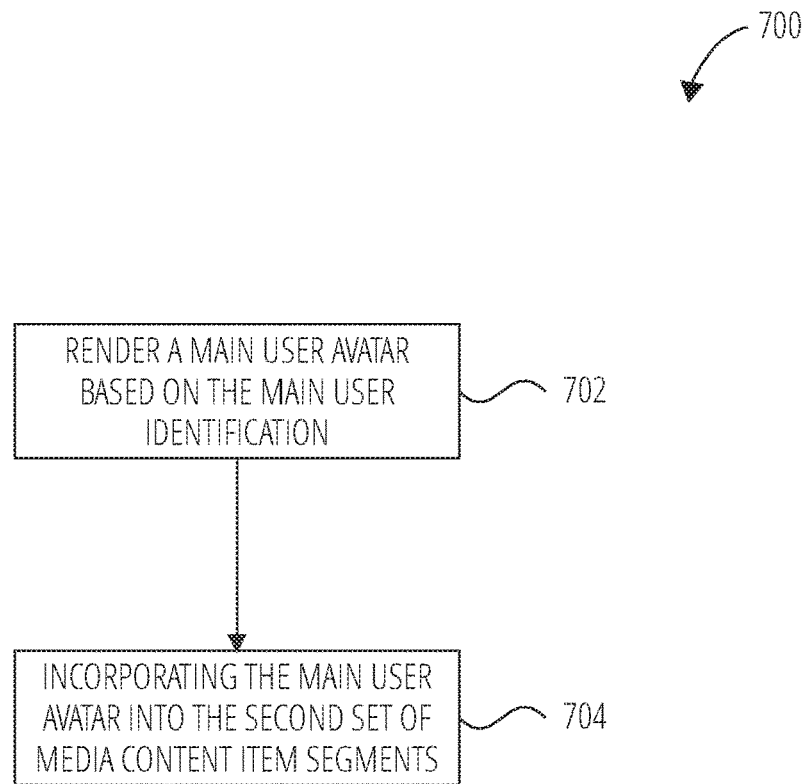 700
RENDER A MAIN USER AVATAR
BASED ON THE MAIN USER
IDENTIFICATION
702
INCORPORATING THE MAIN USER
AVATAR INTO THE SECOND SET OF
MEDIA CONTENT ITEM SEGMENTS
704